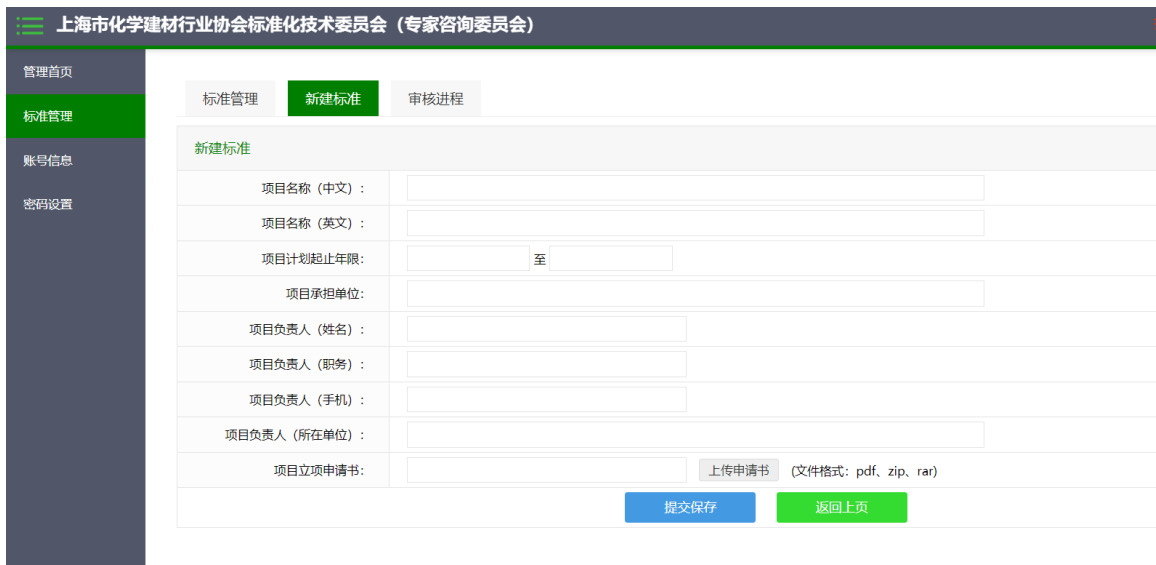 上海市化学建材行业协会标准化技术委员会（专家咨询委员会）
管理首页
标准管理
账号信息
密码设置
标准管理 新建标准 审核进程
新建标准
项目名称（中文）:
项目名称（英文）:
项目计划起止年限: 至
项目承担单位:
项目负责人（姓名）:
项目负责人（职务）:
项目负责人（手机）:
项目负责人（所在单位）:
项目立项申请书: 上传申请书 (文件格式：pdf、zip、rar)
提交保存 返回上页